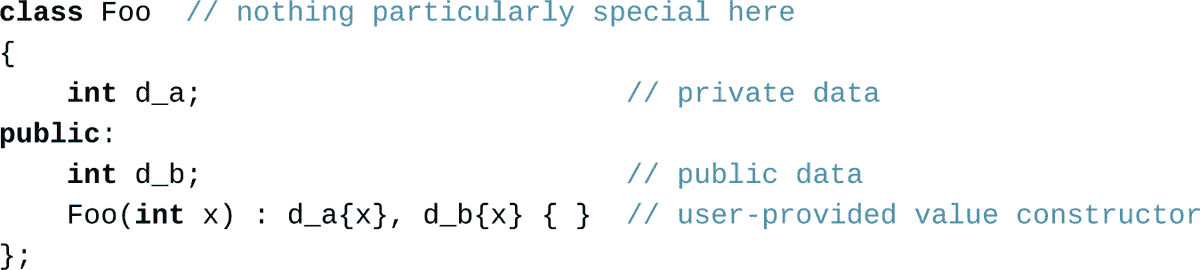 class Foo  // nothing particularly special here
{
    int d_a;                         // private data
public:
    int d_b;                         // public data
    Foo(int x) : d_a{x}, d_b{x} { }  // user-provided value constructor
};